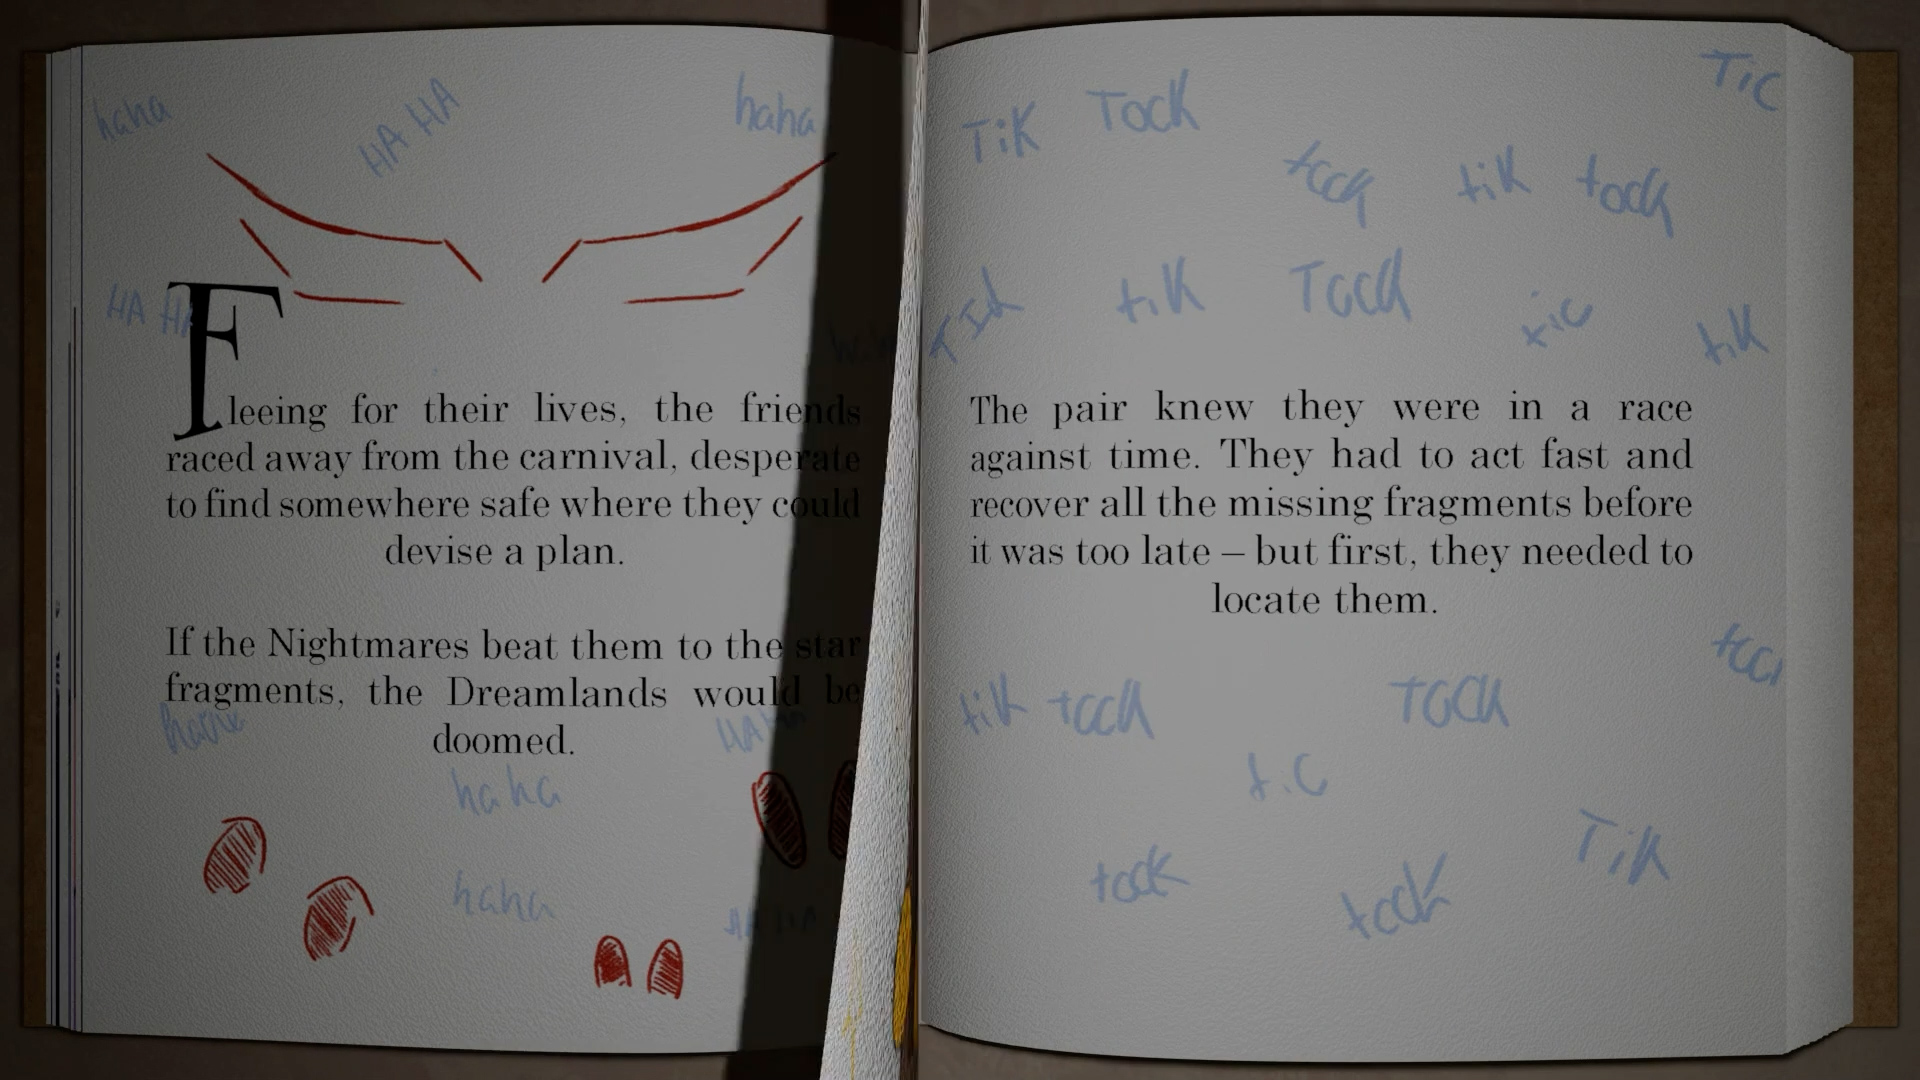 haha
HA HA
haha
HA HA
Fleeing for their lives, the friends
raced away from the carnival, desperate
to find somewhere safe where they could
devise a plan.
If the Nightmares beat them to the star
fragments, the Dreamlands would be
doomed.
haha
HAHA
haha
haha
HA HA
TiK Tock
TiC
tock
tik tock
tik
Tock
tic
tik
The pair knew they were in a race
against time. They had to act fast and
recover all the missing fragments before
it was too late – but first, they needed to
locate them.
tik tock
Tock
tic
Tik
tock
tock